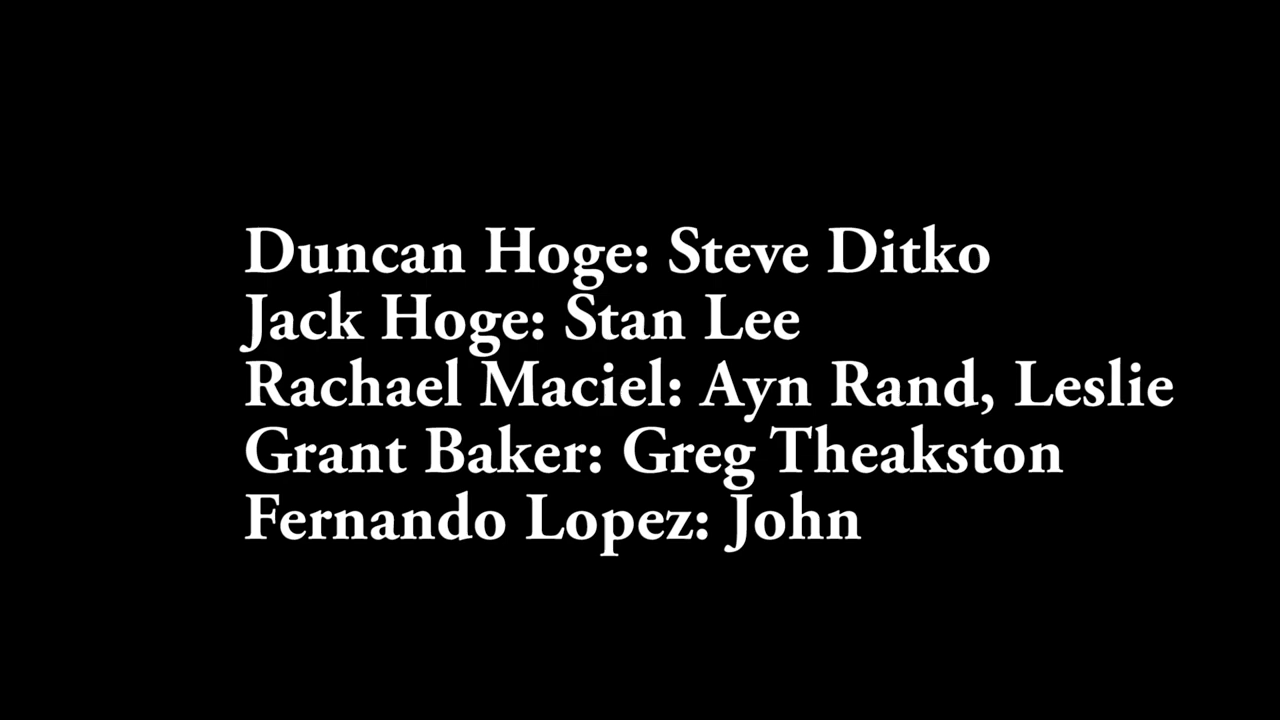 Duncan Hoge: Steve Ditko
Jack Hoge: Stan Lee
Rachael Maciel: Ayn Rand, Leslie
Grant Baker: Greg Theakston
Fernando Lopez: John